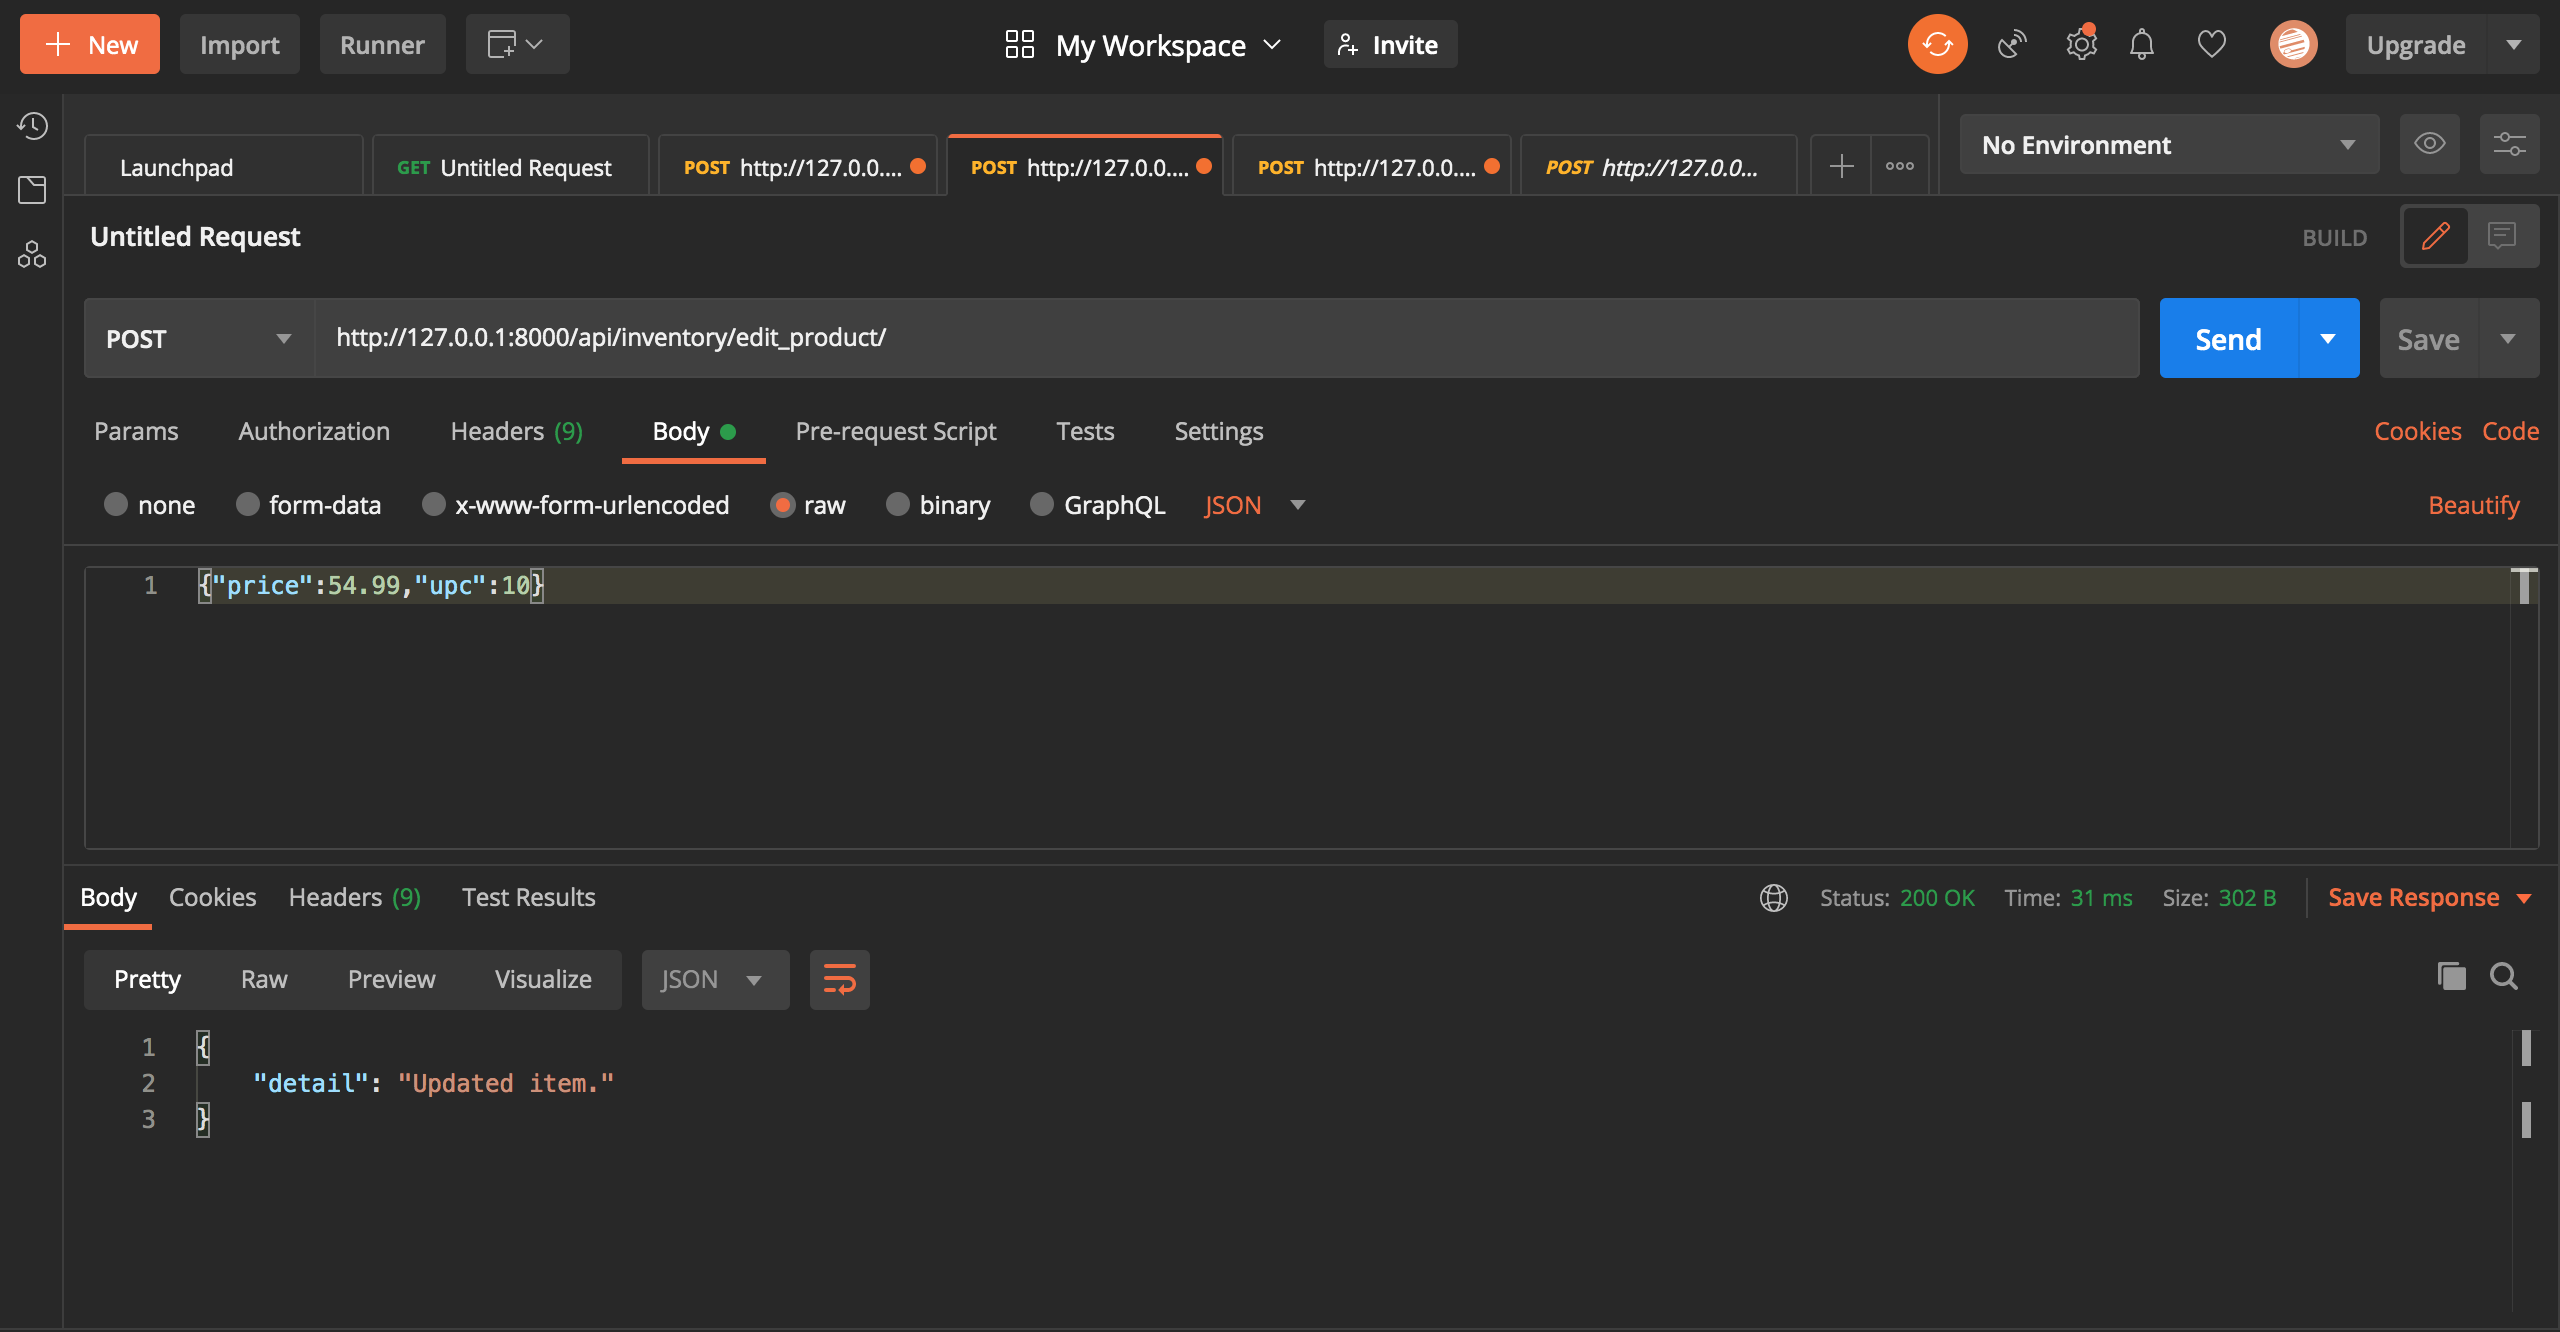 New Import Runner My Workspace Invite Upgrade
Launchpad GET Untitled Request POST http://127.0.0.... POST http://127.0.0.... POST http://127.0.0.... POST http://127.0.0... No Environment
Untitled Request BUILD
POST http://127.0.0.1:8000/api/inventory/edit_product/ Send Save
Params Authorization Headers (9) Body Pre-request Script Tests Settings Cookies Code
none form-data x-www-form-urlencoded raw binary GraphQL JSON Beautify
1 {"price":54.99,"upc":10}
Body Cookies Headers (9) Test Results Status: 200 OK Time: 31 ms Size: 302 B Save Response
Pretty Raw Preview Visualize JSON
1 {
2 "detail": "Updated item."
3 }